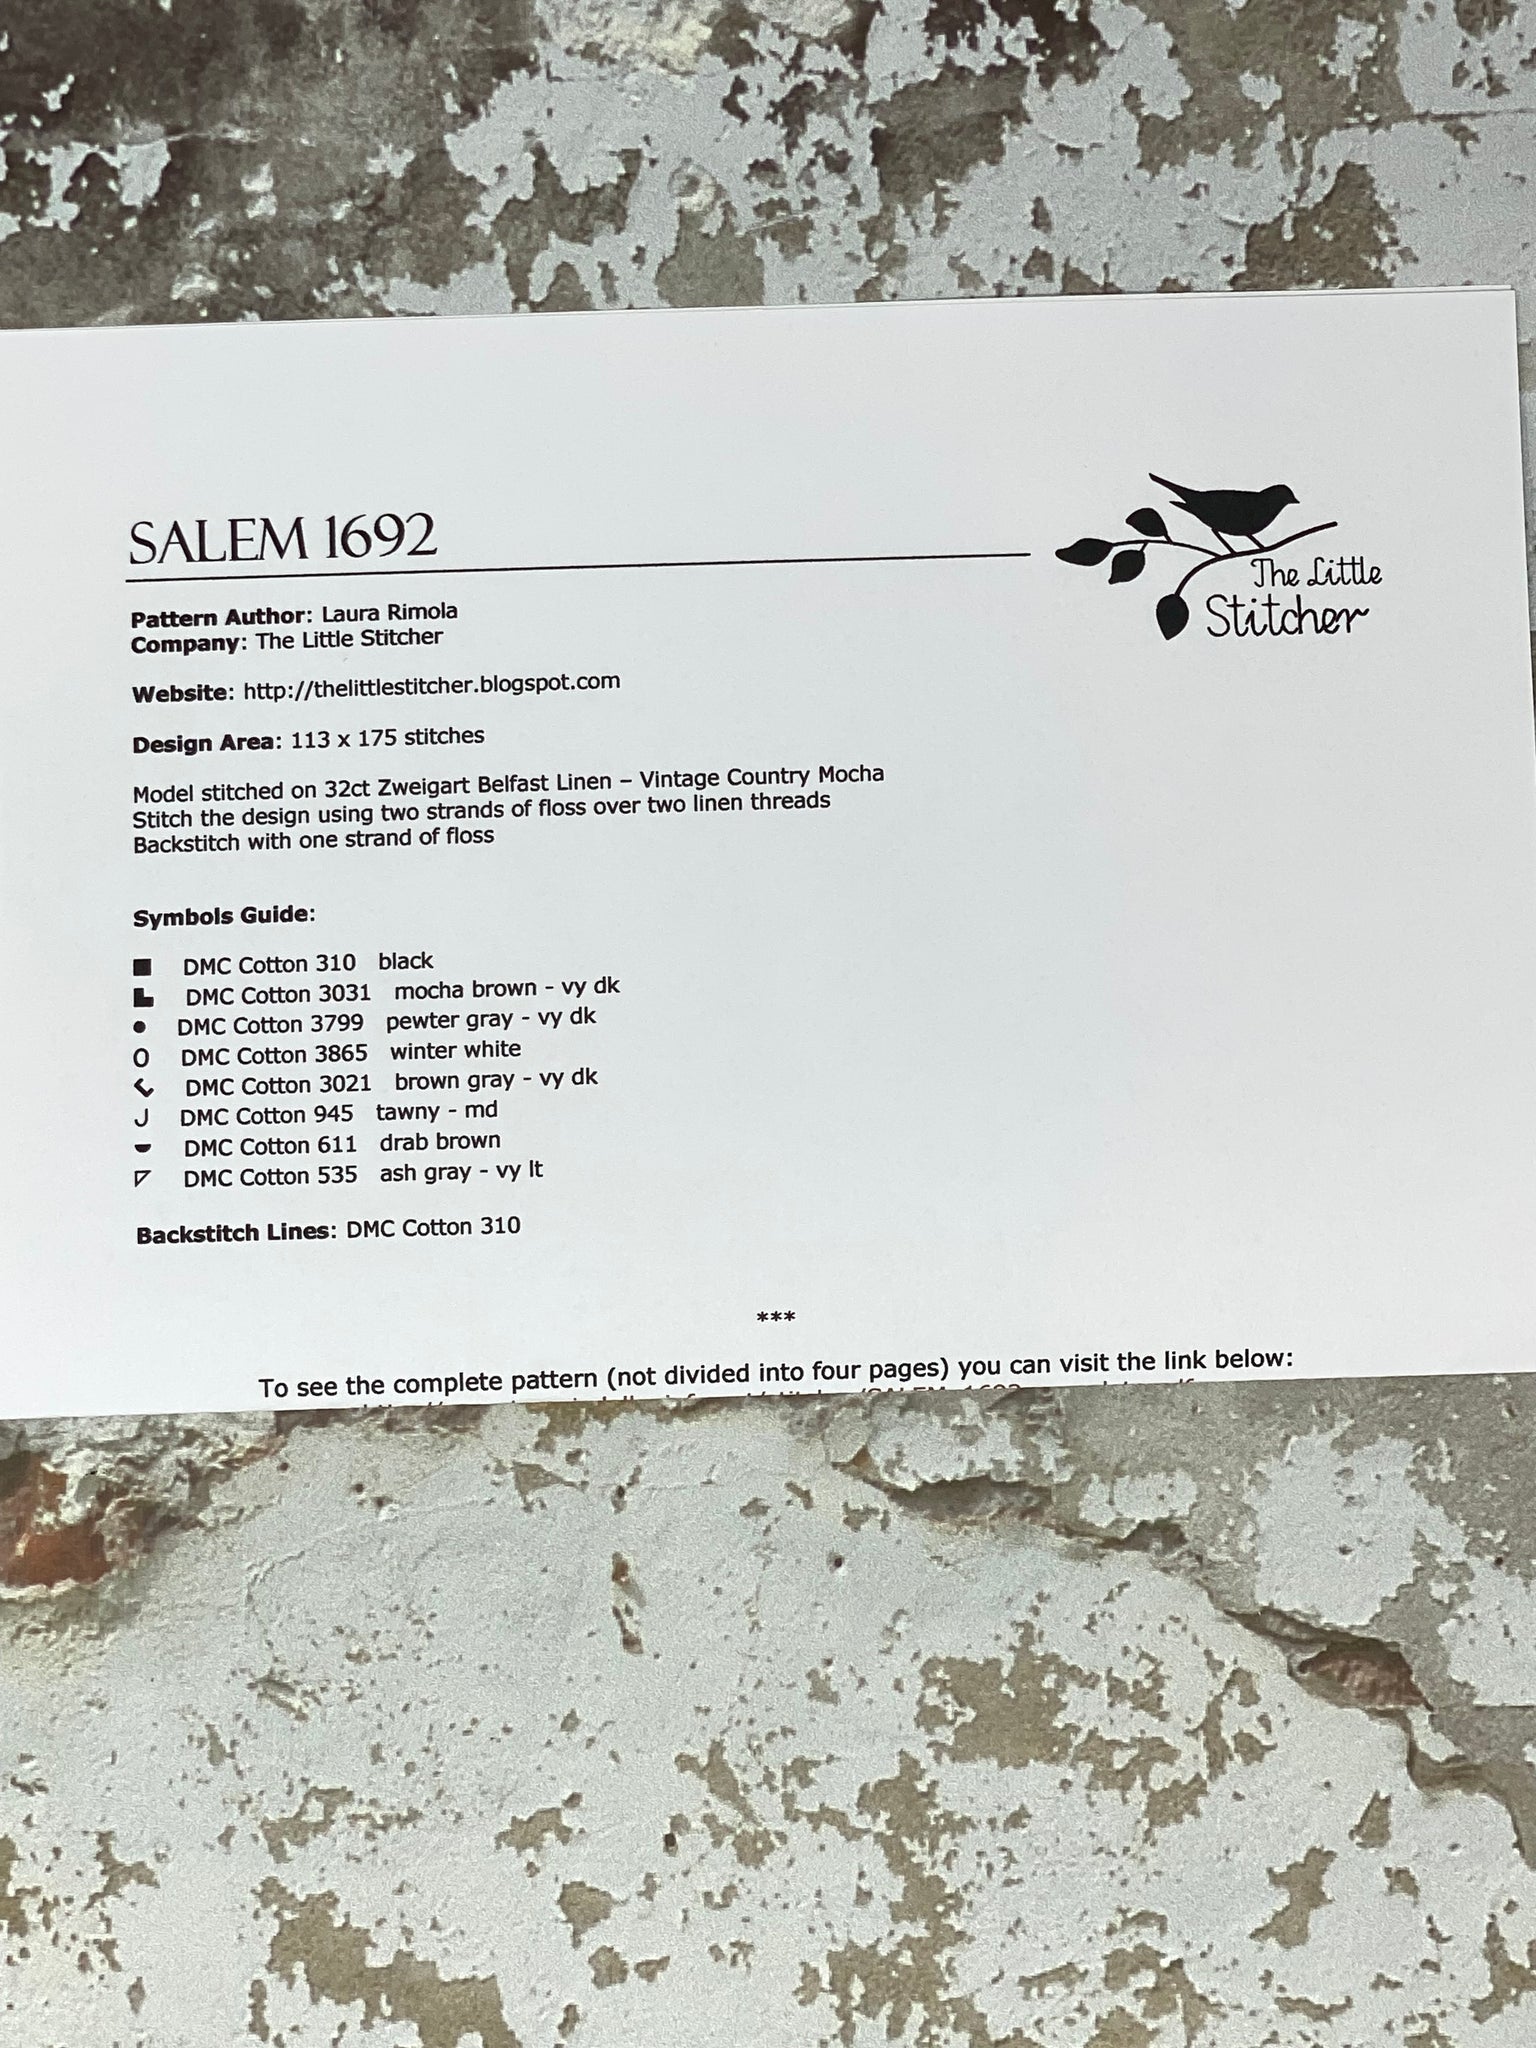 SALEM 1692
The Little
Stitcher
Pattern Author: Laura Rimola
Company: The Little Stitcher
Website: http://thelittlestitcher.blogspot.com
Design Area: 113 x 175 stitches
Model stitched on 32ct Zweigart Belfast Linen – Vintage Country Mocha
Stitch the design using two strands of floss over two linen threads
Backstitch with one strand of floss
Symbols Guide:
■ DMC Cotton 310 black
▙ DMC Cotton 3031 mocha brown - vy dk
● DMC Cotton 3799 pewter gray - vy dk
O DMC Cotton 3865 winter white
DMC Cotton 3021 brown gray - vy dk
J DMC Cotton 945 tawny - md
DMC Cotton 611 drab brown
DMC Cotton 535 ash gray - vy lt
Backstitch Lines: DMC Cotton 310
***
To see the complete pattern (not divided into four pages) you can visit the link below: